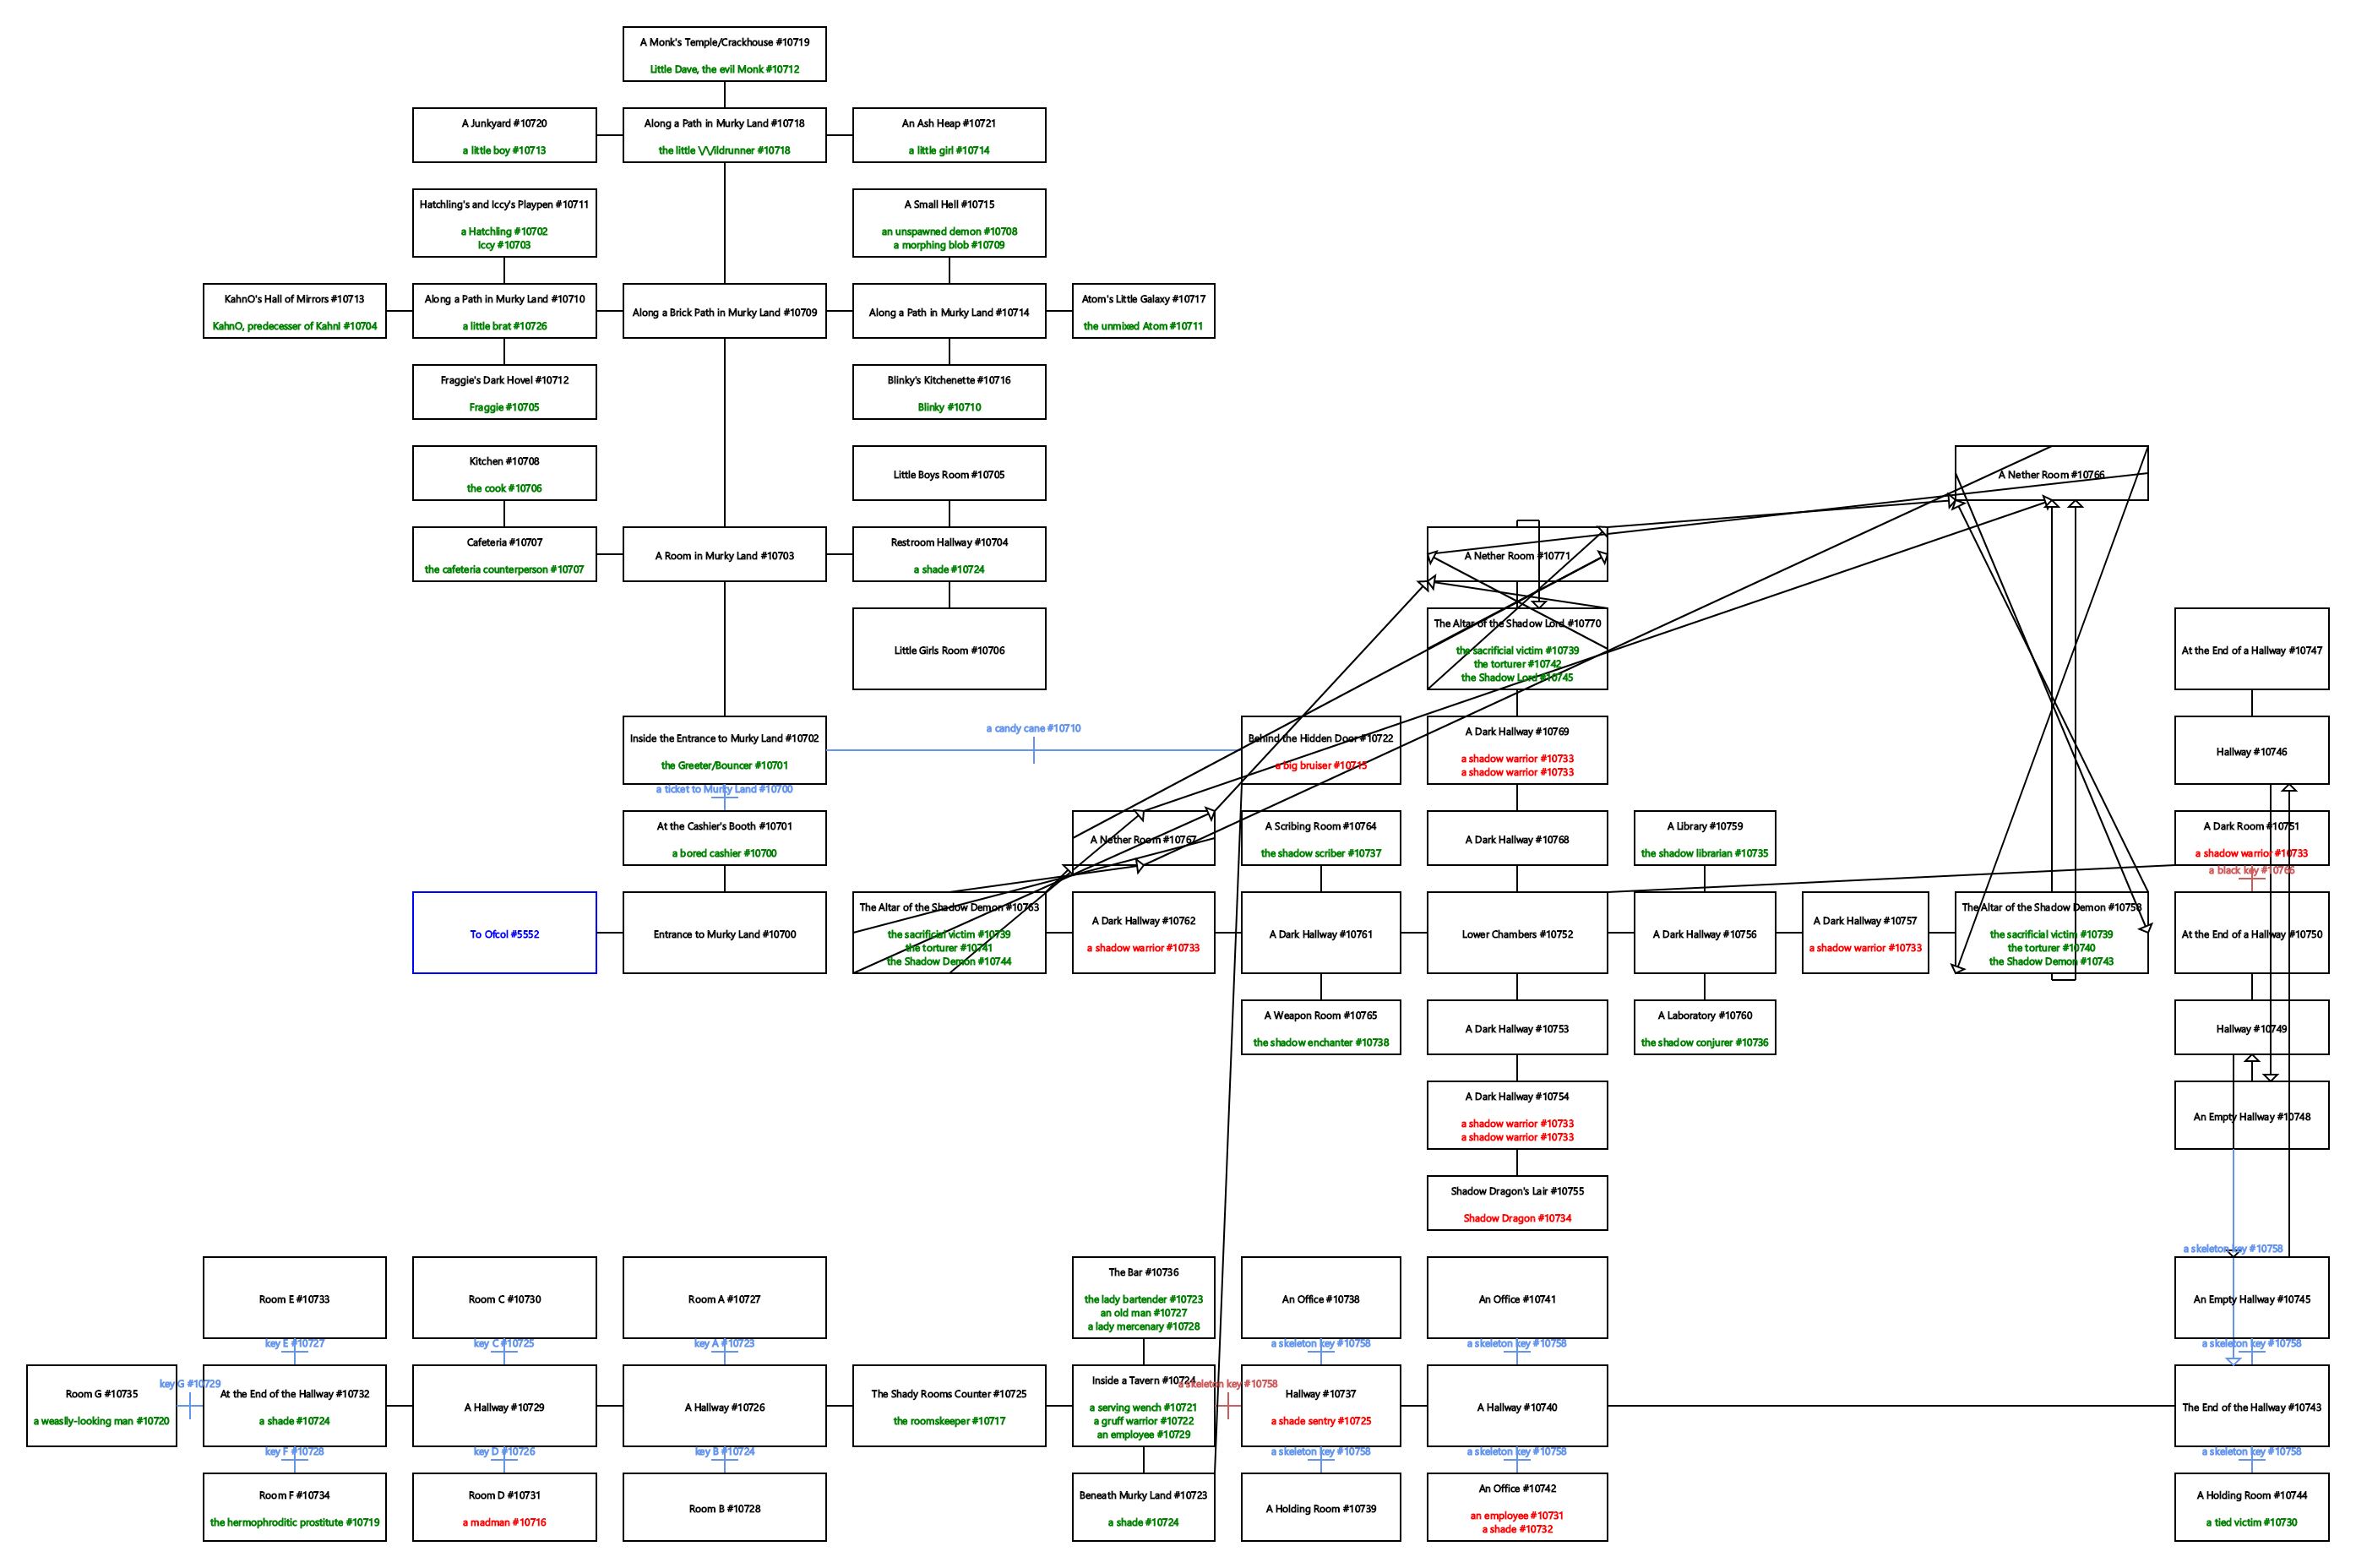 A Monk's Temple/Crackhouse #10719
Little Dave, the evil Monk #10712
A Junkyard #10720
a little boy #10713
Along a Path in Murky Land #10718
the little \/\/ildrunner #10718
An Ash Heap #10721
a little girl #10714
Hatchling's and Iccy's Playpen #10711
a Hatchling #10702
Iccy #10703
A Small Hell #10715
an unspawned demon #10708
a morphing blob #10709
KahnO's Hall of Mirrors #10713
KahnO, predecesser of Kahnl #10704
Along a Path in Murky Land #10710
a little brat #10726
Along a Brick Path in Murky Land #10709
Along a Path in Murky Land #10714
Atom's Little Galaxy #10717
the unmixed Atom #10711
Fraggie's Dark Hovel #10712
Fraggie #10705
Blinky's Kitchenette #10716
Blinky #10710
Kitchen #10708
the cook #10706
Little Boys Room #10705
A Nether Room #10766
Cafeteria #10707
the cafeteria counterperson #10707
A Room in Murky Land #10703
Restroom Hallway #10704
a shade #10724
A Nether Room #10771
Little Girls Room #10706
The Altar of the Shadow Lord #10770
the sacrificial victim #10739
the torturer #10742
the Shadow Lord #10745
At the End of a Hallway #10747
Inside the Entrance to Murky Land #10702
the Greeter/Bouncer #10701
a candy cane #10710
Behind the Hidden Door #10722
a big bruiser #10715
A Dark Hallway #10769
a shadow warrior #10733
a shadow warrior #10733
Hallway #10746
a ticket to Murky Land #10700
At the Cashier's Booth #10701
a bored cashier #10700
A Nether Room #10767
A Scribing Room #10764
the shadow scriber #10737
A Dark Hallway #10768
A Library #10759
the shadow librarian #10735
A Dark Room #10751
a shadow warrior #10733
a black key #10766
To Ofcol #5552
Entrance to Murky Land #10700
The Altar of the Shadow Demon #10763
the sacrificial victim #10739
the torturer #10741
the Shadow Demon #10744
A Dark Hallway #10762
a shadow warrior #10733
A Dark Hallway #10761
Lower Chambers #10752
A Dark Hallway #10756
A Dark Hallway #10757
a shadow warrior #10733
The Altar of the Shadow Demon #10758
the sacrificial victim #10739
the torturer #10740
the Shadow Demon #10743
At the End of a Hallway #10750
A Weapon Room #10765
the shadow enchanter #10738
A Dark Hallway #10753
A Laboratory #10760
the shadow conjurer #10736
Hallway #10749
A Dark Hallway #10754
a shadow warrior #10733
a shadow warrior #10733
An Empty Hallway #10748
Shadow Dragon's Lair #10755
Shadow Dragon #10734
a skeleton key #10758
Room E #10733
Room C #10730
Room A #10727
The Bar #10736
the lady bartender #10723
an old man #10727
a lady mercenary #10728
An Office #10738
An Office #10741
An Empty Hallway #10745
key E #10727
key C #10725
key A #10723
a skeleton key #10758
a skeleton key #10758
a skeleton key #10758
Room G #10735
a weaslly-looking man #10720
key G #10729
At the End of the Hallway #10732
a shade #10724
A Hallway #10729
A Hallway #10726
The Shady Rooms Counter #10725
the roomskeeper #10717
Inside a Tavern #10724
a serving wench #10721
a gruff warrior #10722
an employee #10729
a skeleton key #10758
Hallway #10737
a shade sentry #10725
A Hallway #10740
The End of the Hallway #10743
key F #10728
key D #10726
key B #10724
a skeleton key #10758
a skeleton key #10758
a skeleton key #10758
Room F #10734
the hermophroditic prostitute #10719
Room D #10731
a madman #10716
Room B #10728
Beneath Murky Land #10723
a shade #10724
A Holding Room #10739
An Office #10742
an employee #10731
a shade #10732
A Holding Room #10744
a tied victim #10730